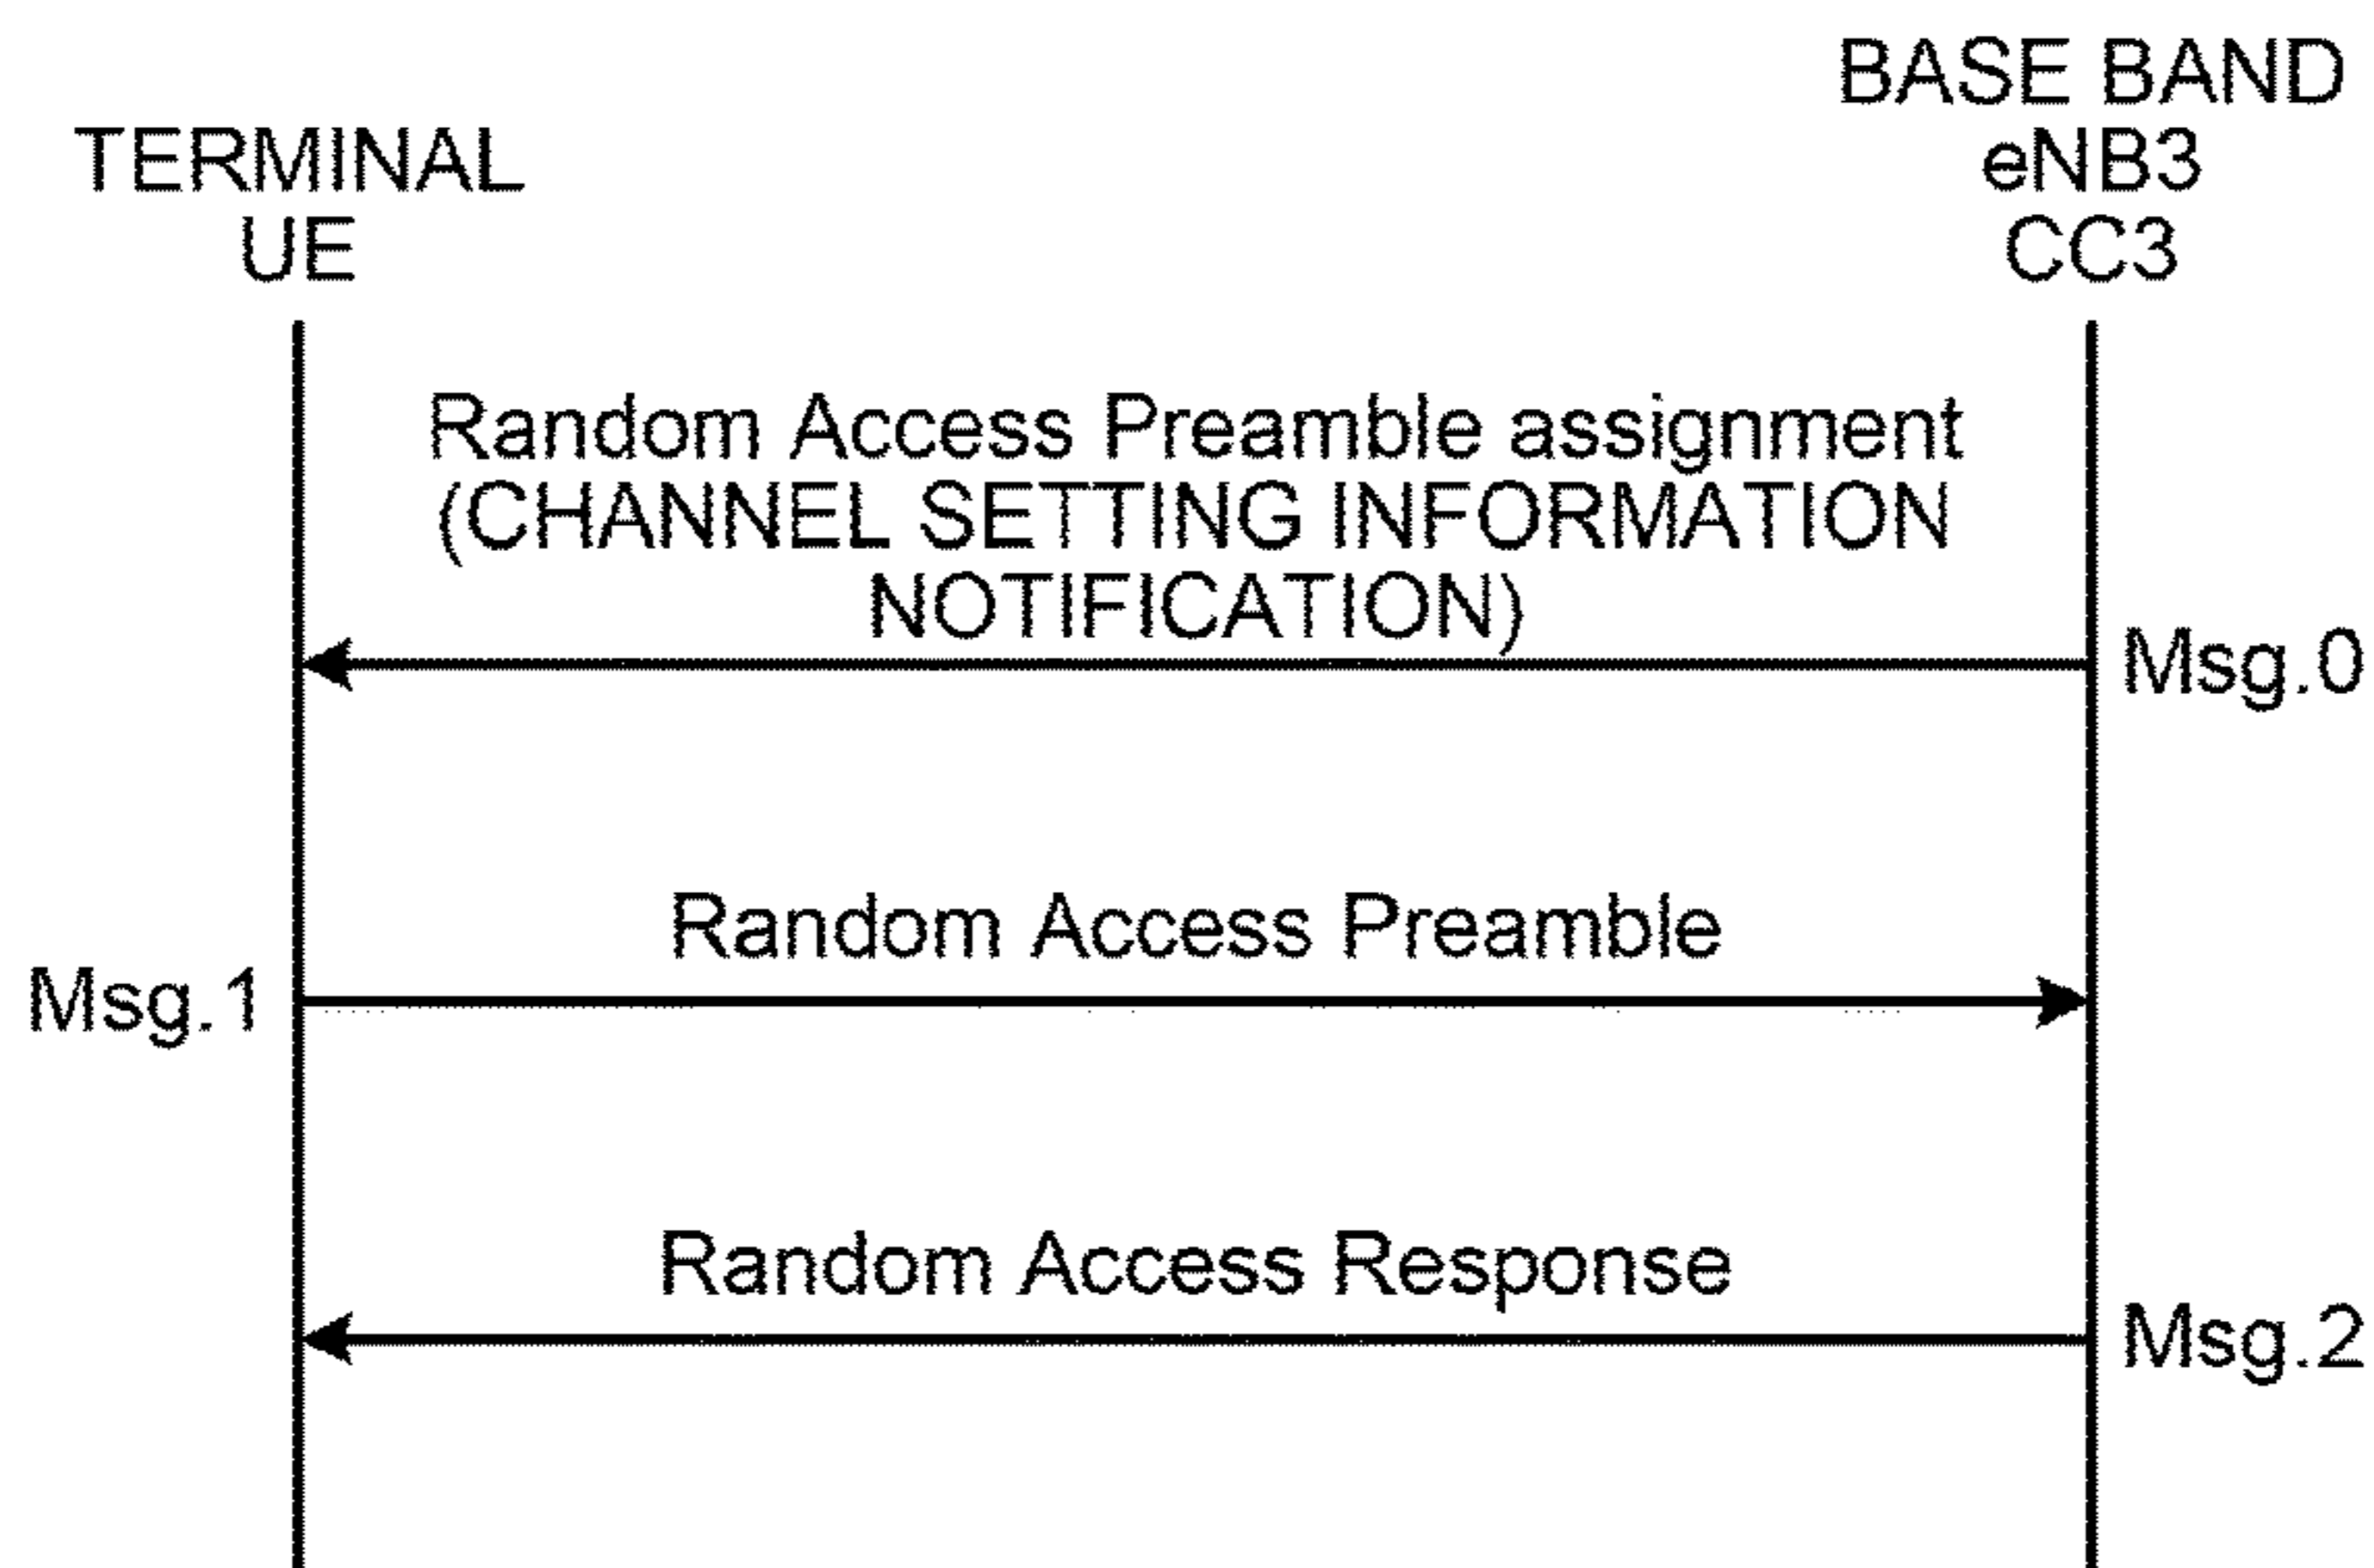 TERMINAL
UE
BASE BAND
eNB3
CC3
Random Access Preamble assignment
(CHANNEL SETTING INFORMATION
NOTIFICATION)
Msg.0
Random Access Preamble
Msg.1
Random Access Response
Msg.2